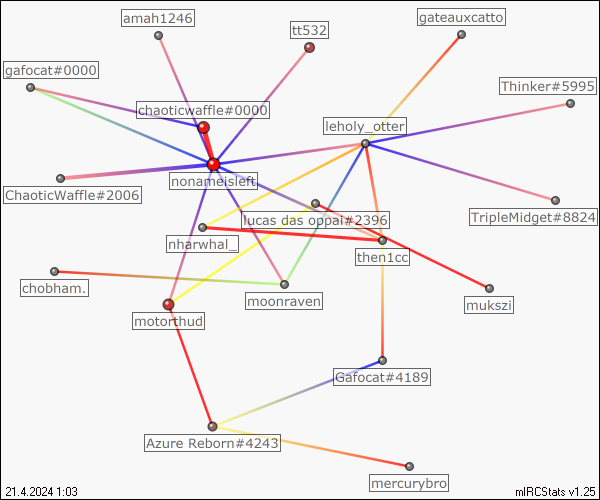 amah1246
gateauxcatto
tt532
gafocat#0000
Thinker#5995
chaoticwaffle#0000
leholy_otter
nonameisleft
ChaoticWaffle#2006
lucas das oppai#2396
TripleMidget#8824
nharwhal_
then1cc
chobham.
moonraven
mukszi
motorthud
Gafocat#4189
Azure Reborn#4243
mercurybro
21.4.2024 1:03
mIRCStats v1.25